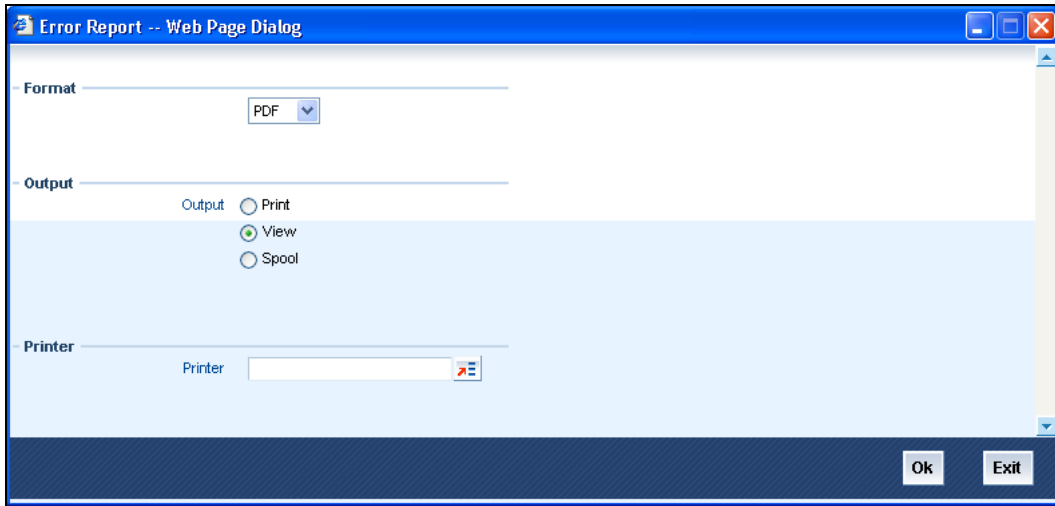 Error Report -- Web Page Dialog
Format
PDF
Output
Output Print
View
Spool
Printer
Printer
Ok Exit